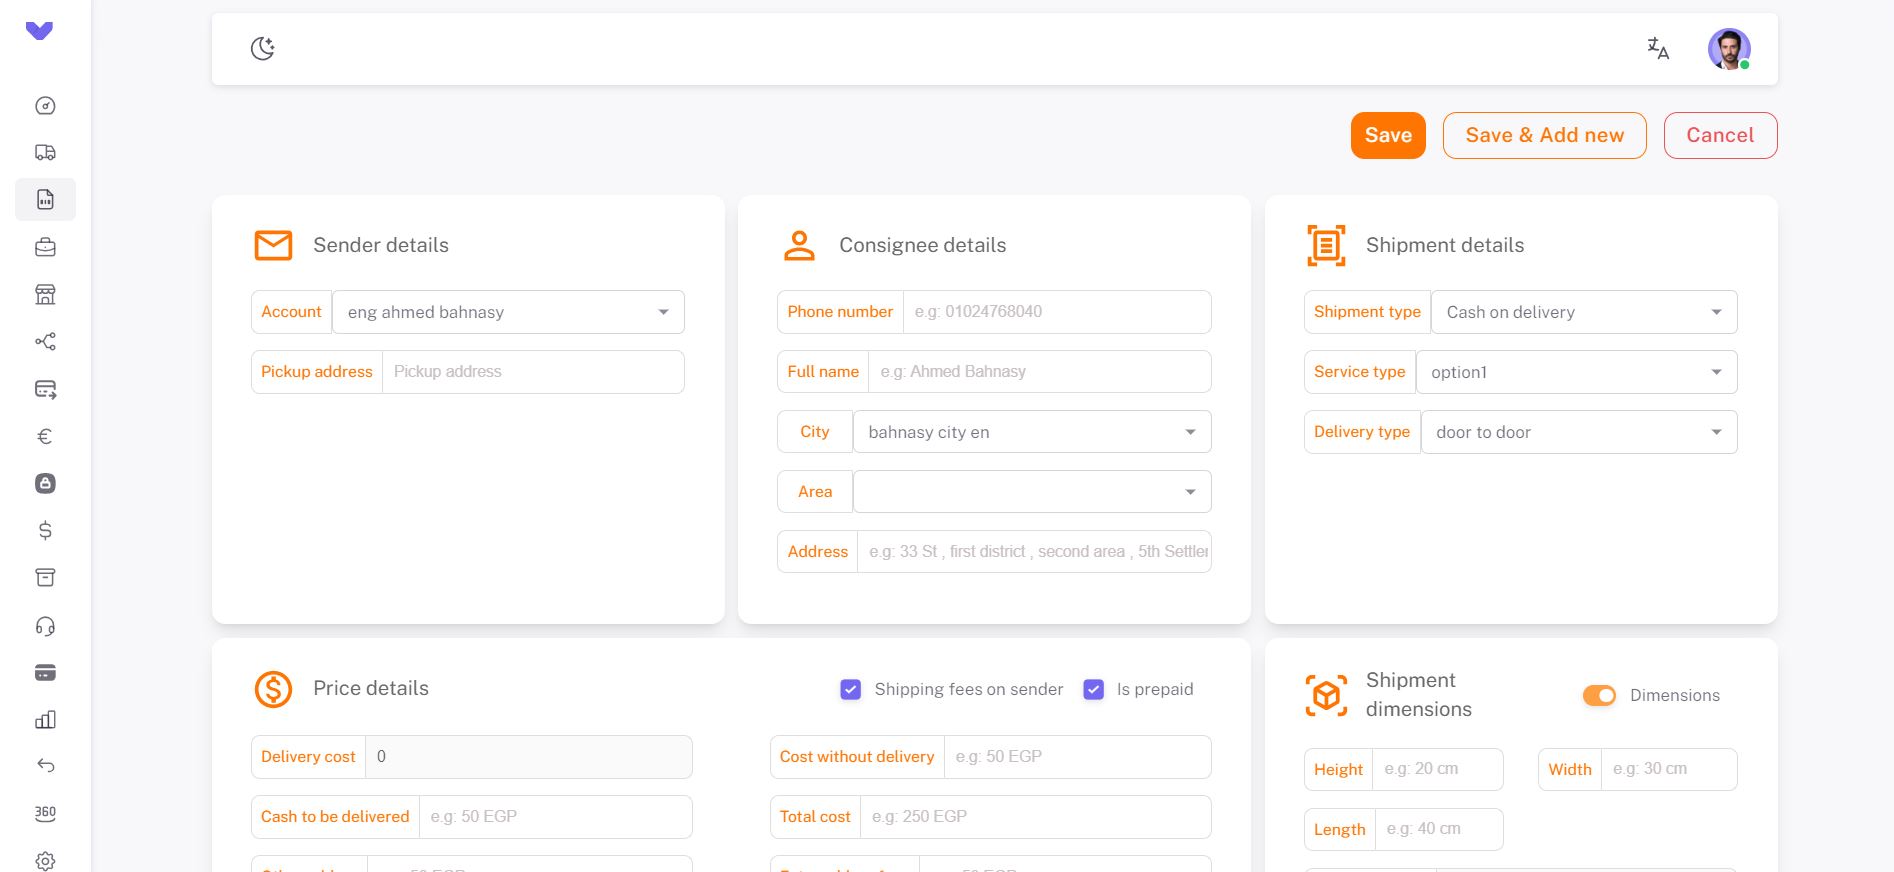 Save
Save & Add new
Cancel
Sender details
Account
eng ahmed bahnasy
Pickup address
Pickup address
Consignee details
Phone number
e.g: 01024768040
Full name
e.g: Ahmed Bahnasy
City
bahnasy city en
Area
Address
e.g: 33 St , first district , second area , 5th Settler
Shipment details
Shipment type
Cash on delivery
Service type
option1
Delivery type
door to door
Price details
Shipping fees on sender
Is prepaid
Delivery cost
0
Cost without delivery
e.g: 50 EGP
Cash to be delivered
e.g: 50 EGP
Total cost
e.g: 250 EGP
Shipment
dimensions
Dimensions
Height
e.g: 20 cm
Width
e.g: 30 cm
Length
e.g: 40 cm
360